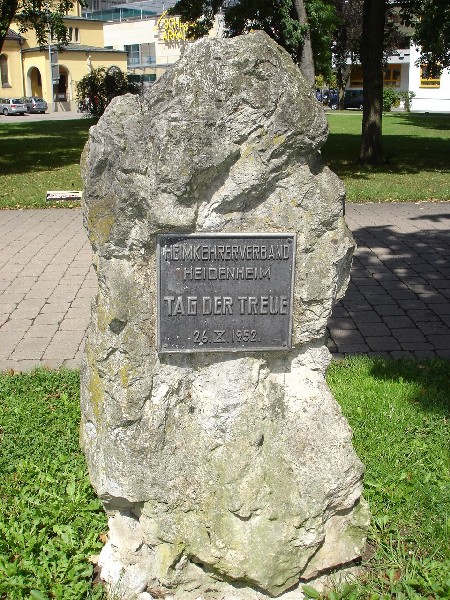 HEIMKEHRERVERBAND
HEIDENHEIM
TAG DER TREUE
26.X.1952.